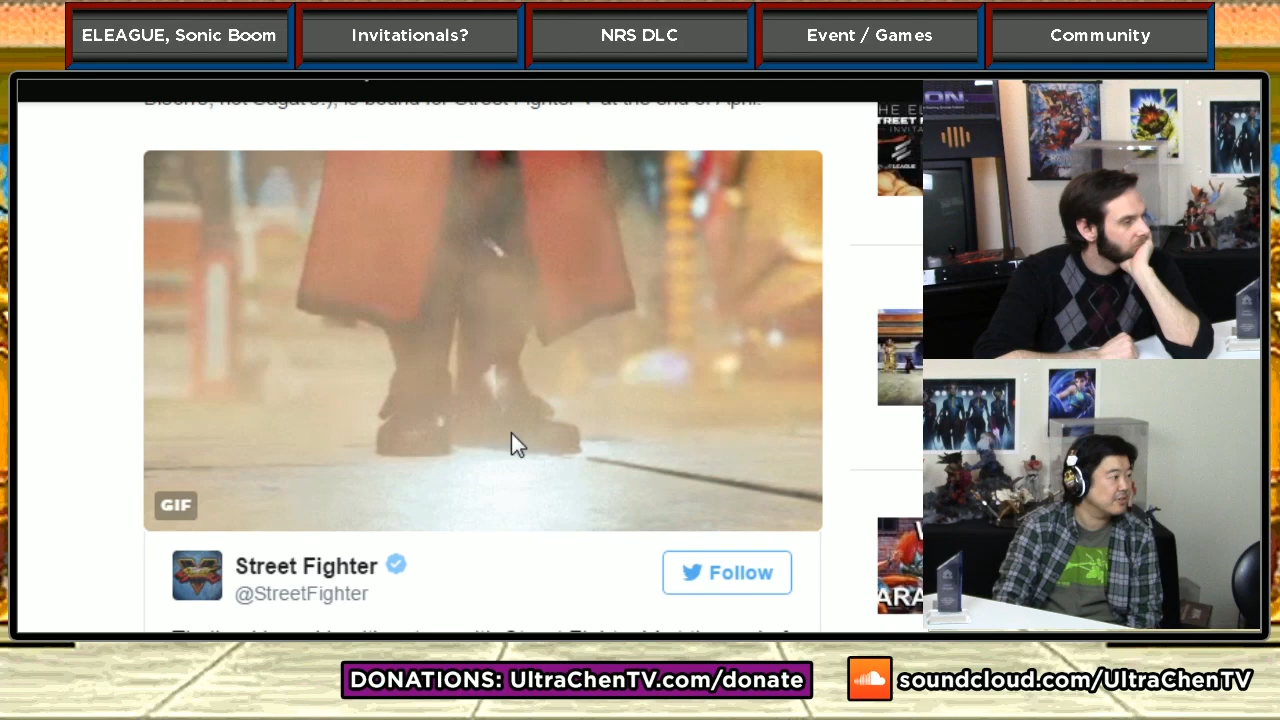 ELEAGUE, Sonic Boom
Invitationals?
NRS DLC
Event / Games
Community
GIF
Street Fighter
@StreetFighter
Follow
DONATIONS: UltraChenTV.com/donate
soundcloud.com/UltraChenTV